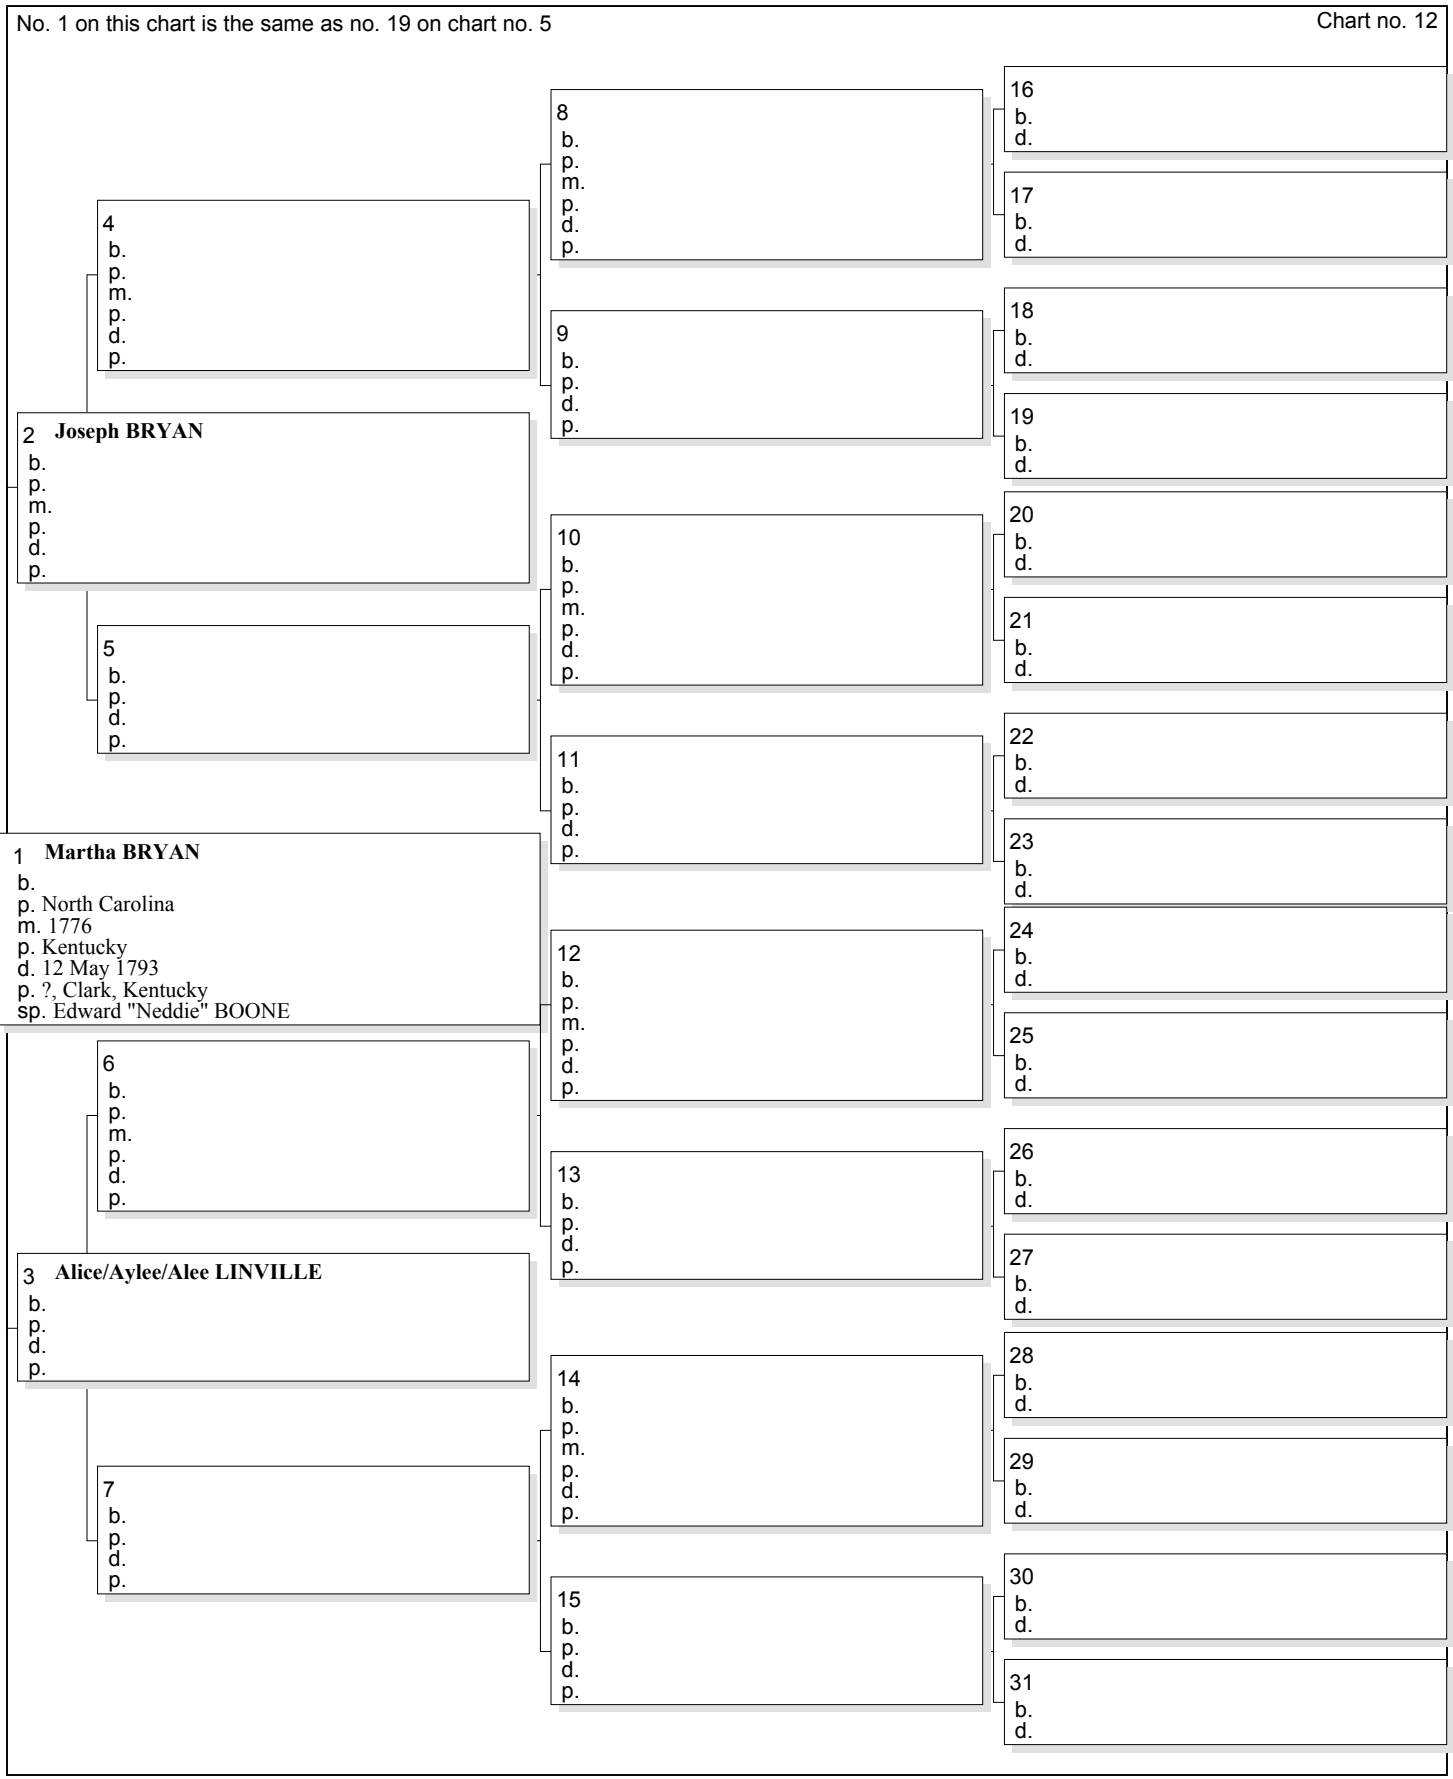 No. 1 on this chart is the same as no. 19 on chart no. 5
Chart no. 12
4
b.
p.
m.
p.
d.
p.
2 Joseph BRYAN
b.
p.
m.
p.
d.
p.
5
b.
p.
d.
p.
1 Martha BRYAN
b.
p. North Carolina
m. 1776
p. Kentucky
d. 12 May 1793
p. ?, Clark, Kentucky
sp. Edward "Neddie" BOONE
6
b.
p.
m.
p.
d.
p.
3 Alice/Aylee/Alee LINVILLE
b.
p.
d.
p.
7
b.
p.
d.
p.
8
b.
p.
m.
p.
d.
p.
9
b.
p.
d.
p.
10
b.
p.
m.
p.
d.
p.
11
b.
p.
d.
p.
12
b.
p.
m.
p.
d.
p.
13
b.
p.
d.
p.
14
b.
p.
m.
p.
d.
p.
15
b.
p.
d.
p.
16
b.
d.
17
b.
d.
18
b.
d.
19
b.
d.
20
b.
d.
21
b.
d.
22
b.
d.
23
b.
d.
24
b.
d.
25
b.
d.
26
b.
d.
27
b.
d.
28
b.
d.
29
b.
d.
30
b.
d.
31
b.
d.